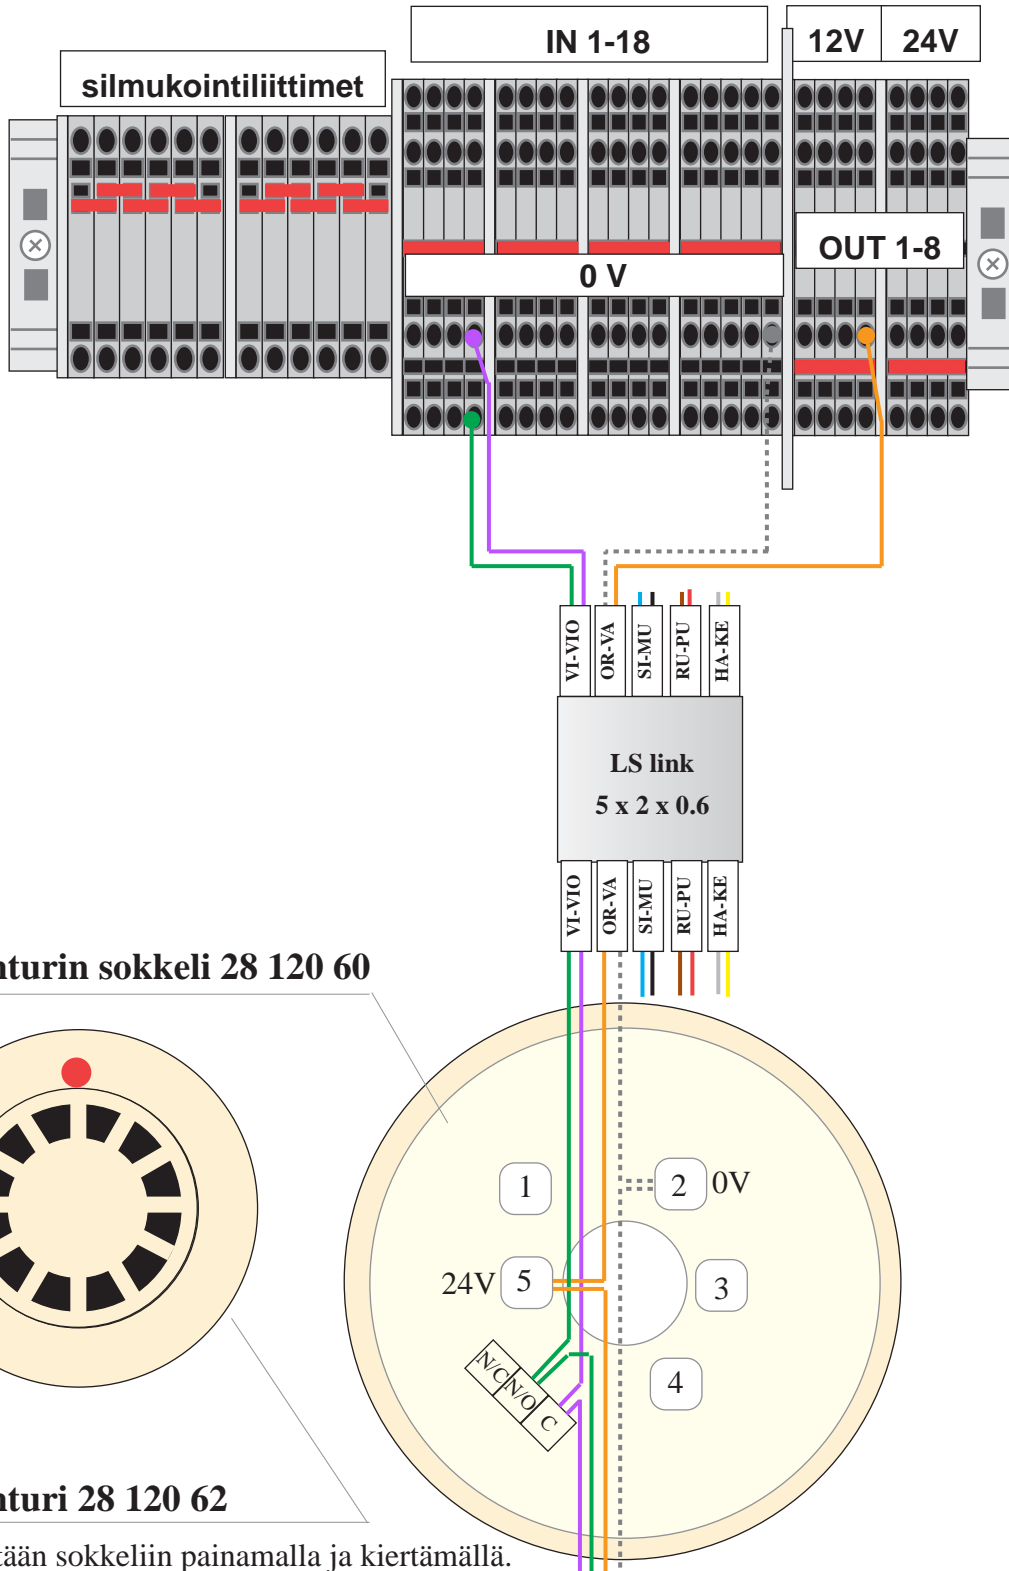 IN 1-18
12V
24V
silmukointiliittimet
OUT 1-8
0 V
VI-VIO
OR-VA
SI-MU
RU-PU
HA-KE
LS link
5 x 2 x 0.6
VI-VIO
OR-VA
SI-MU
RU-PU
HA-KE
nturin sokkeli 28 120 60
1
2 0V
24V 5
3
4
N/C
N/O
C
nturi 28 120 62
tään sokkeliin painamalla ja kiertämällä.